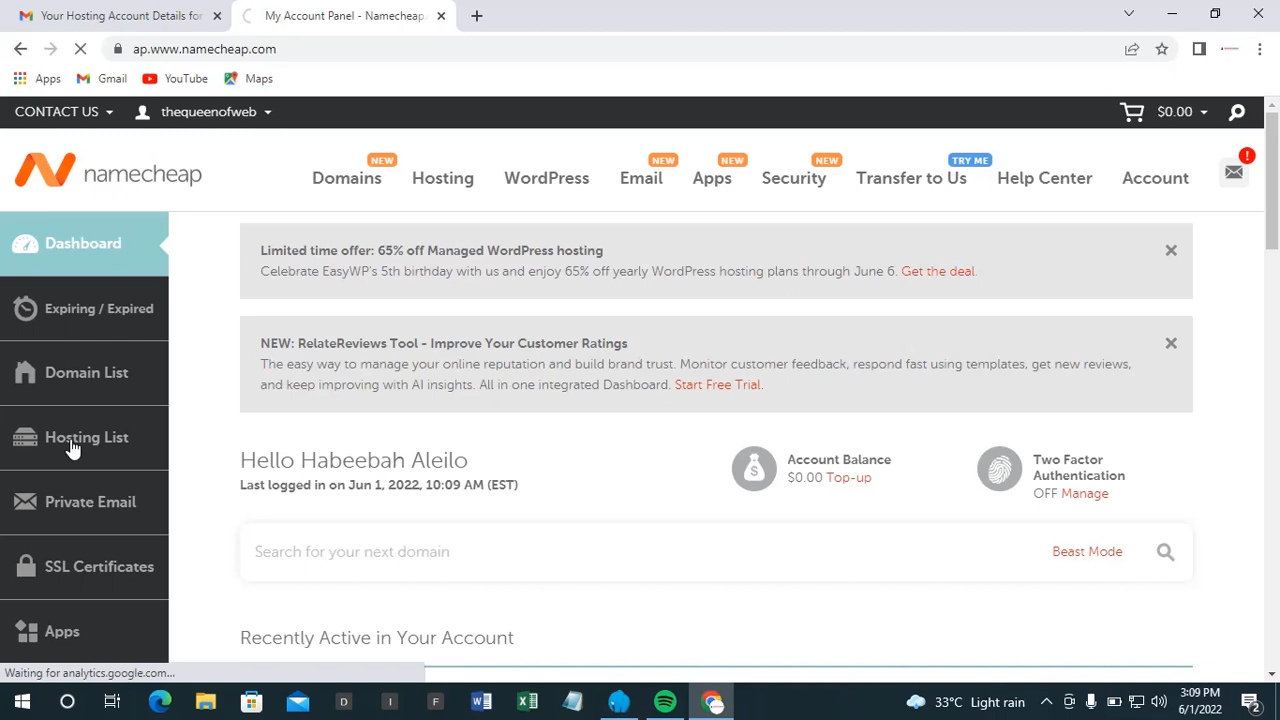 Your Hosting Account Details for
My Account Panel - Namecheap
ap.www.namecheap.com
Apps
Gmail
YouTube
Maps
CONTACT US
thequeenofweb
$0.00
namecheap
Domains NEW
Hosting
WordPress
Email NEW
Apps NEW
Security NEW
Transfer to Us TRY ME
Help Center
Account
!
Dashboard
Expiring / Expired
Domain List
Hosting List
Private Email
SSL Certificates
Apps
Limited time offer: 65% off Managed WordPress hosting
Celebrate EasyWP's 5th birthday with us and enjoy 65% off yearly WordPress hosting plans through June 6. Get the deal.
NEW: RelateReviews Tool - Improve Your Customer Ratings
The easy way to manage your online reputation and build brand trust. Monitor customer feedback, respond fast using templates, get new reviews,
and keep improving with AI insights. All in one integrated Dashboard. Start Free Trial.
Hello Habeebah Aleilo
Last logged in on Jun 1, 2022, 10:09 AM (EST)
Account Balance
$0.00 Top-up
Two Factor
Authentication
OFF Manage
Search for your next domain
Beast Mode
Recently Active in Your Account
Waiting for analytics.google.com...
D
I
F
33°C Light rain
3:09 PM
6/1/2022
2